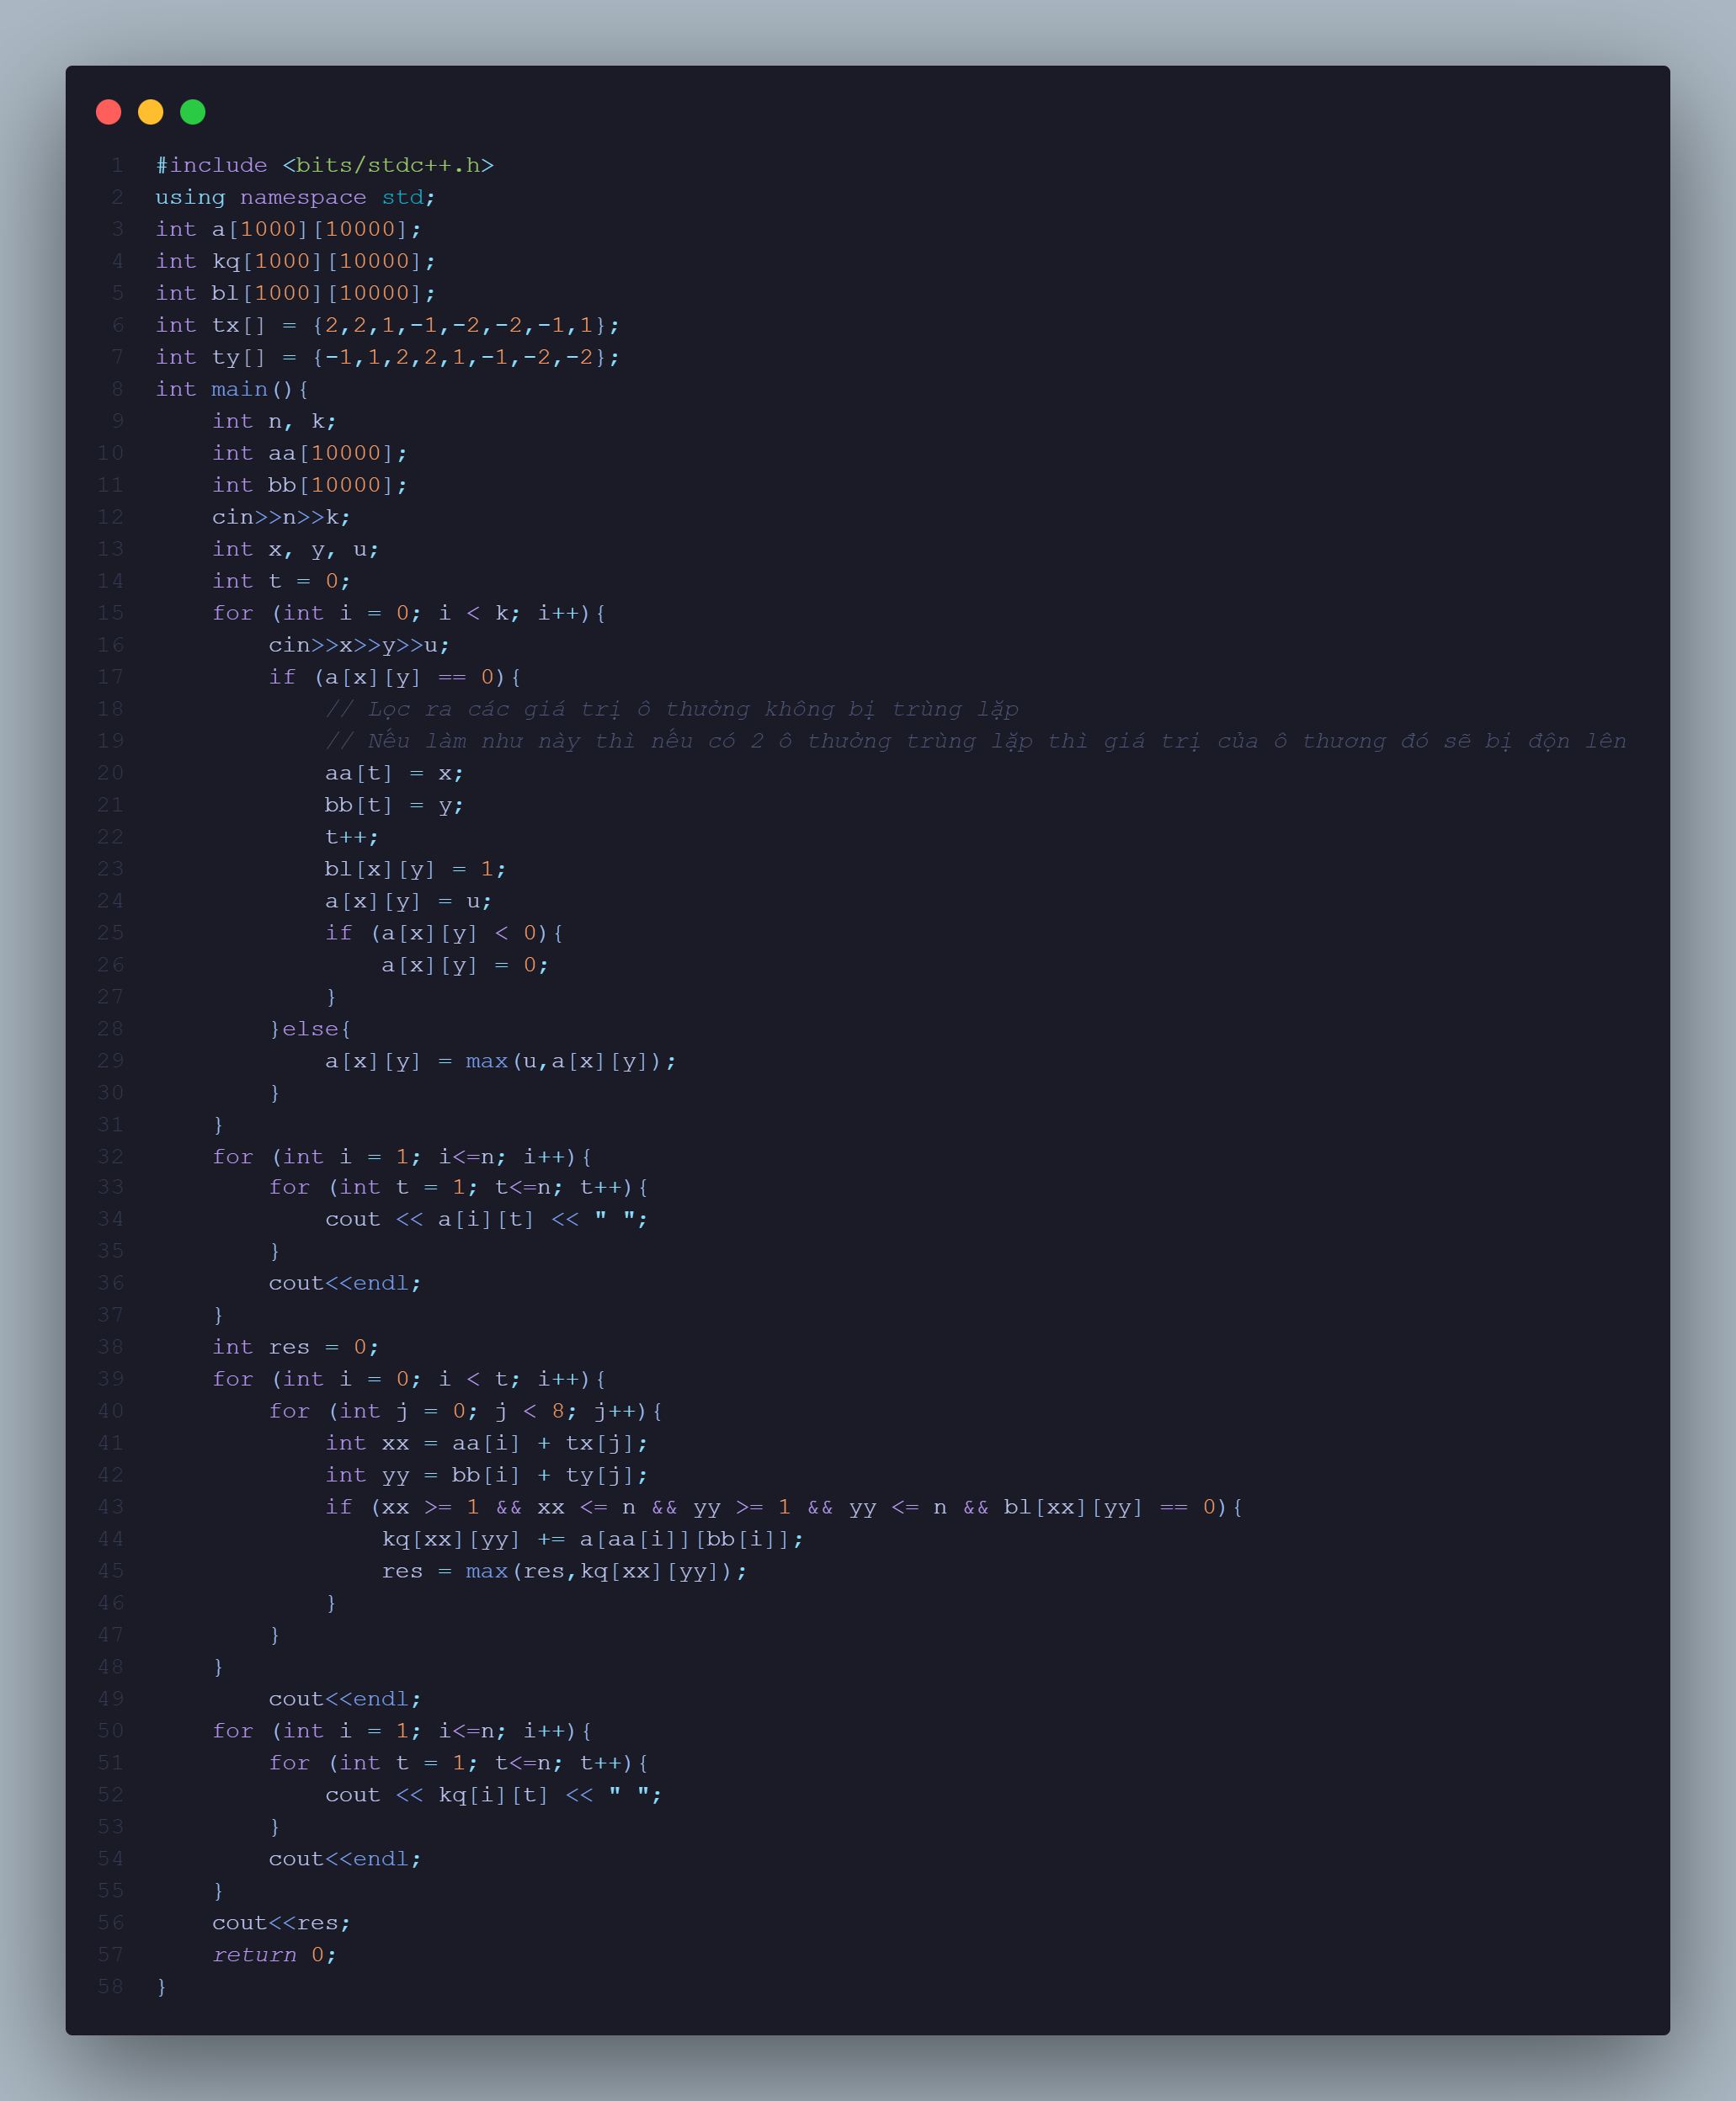 1 #include <bits/stdc++.h>
2 using namespace std;
3 int a[1000][10000];
4 int kq[1000][10000];
5 int bl[1000][10000];
6 int tx[] = {2,2,1,-1,-2,-2,-1,1};
7 int ty[] = {-1,1,2,2,1,-1,-2,-2};
8 int main(){
9     int n, k;
10     int aa[10000];
11     int bb[10000];
12     cin>>n>>k;
13     int x, y, u;
14     int t = 0;
15     for (int i = 0; i < k; i++){
16         cin>>x>>y>>u;
17         if (a[x][y] == 0){
18             // Lọc ra các giá trị ô thưởng không bị trùng lặp
19             // Nếu làm như này thì nếu có 2 ô thưởng trùng lặp thì giá trị của ô thương đó sẽ bị độn lên
20             aa[t] = x;
21             bb[t] = y;
22             t++;
23             bl[x][y] = 1;
24             a[x][y] = u;
25             if (a[x][y] < 0){
26                 a[x][y] = 0;
27             }
28         }else{
29             a[x][y] = max(u,a[x][y]);
30         }
31     }
32     for (int i = 1; i<=n; i++){
33         for (int t = 1; t<=n; t++){
34             cout << a[i][t] << " ";
35         }
36         cout<<endl;
37     }
38     int res = 0;
39     for (int i = 0; i < t; i++){
40         for (int j = 0; j < 8; j++){
41             int xx = aa[i] + tx[j];
42             int yy = bb[i] + ty[j];
43             if (xx >= 1 && xx <= n && yy >= 1 && yy <= n && bl[xx][yy] == 0){
44                 kq[xx][yy] += a[aa[i]][bb[i]];
45                 res = max(res,kq[xx][yy]);
46             }
47         }
48     }
49         cout<<endl;
50     for (int i = 1; i<=n; i++){
51         for (int t = 1; t<=n; t++){
52             cout << kq[i][t] << " ";
53         }
54         cout<<endl;
55     }
56     cout<<res;
57     return 0;
58 }